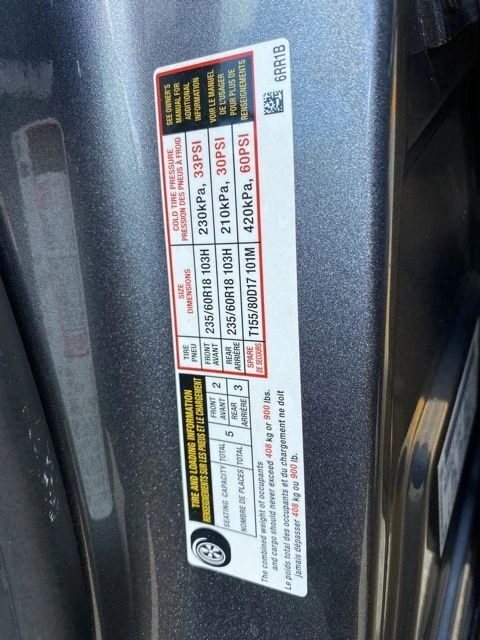 TIRE AND LOADING INFORMATION
RENSEIGNEMENTS SUR LES PNEUS ET LE CHARGEMENT
SEATING CAPACITY TOTAL 5 FRONT 2
AVANT
NOMBRE DE PLACES TOTAL REAR 3
ARRIÈRE
The combined weight of occupants
and cargo should never exceed 408 kg or 900 lbs.
Le poids total des occupants et du chargement ne doit
jamais dépasser 408 kg ou 900 lb.
TIRE SIZE COLD TIRE PRESSURE
PNEU DIMENSIONS PRESSION DES PNEUS À FROID
FRONT 235/60R18 103H 230kPa, 33PSI
AVANT
REAR 235/60R18 103H 210kPa, 30PSI
ARRIÈRE
SPARE T155/80D17 101M 420kPa, 60PSI
DE SECOURS
SEE OWNER'S
MANUAL FOR
ADDITIONAL
INFORMATION
VOIR LE MANUEL
DE L'USAGER
POUR PLUS DE
RENSEIGNEMENTS
6RR1B